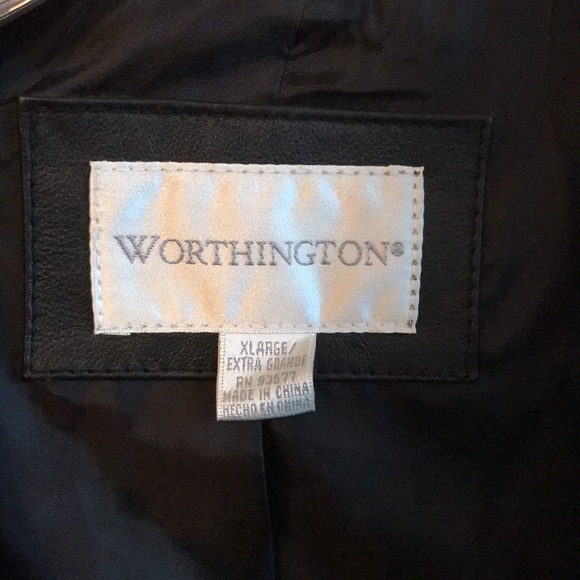 WORTHINGTON®
XLARGE/
EXTRA GRANDE
RN 93677
MADE IN CHINA
HECHO EN CHINA